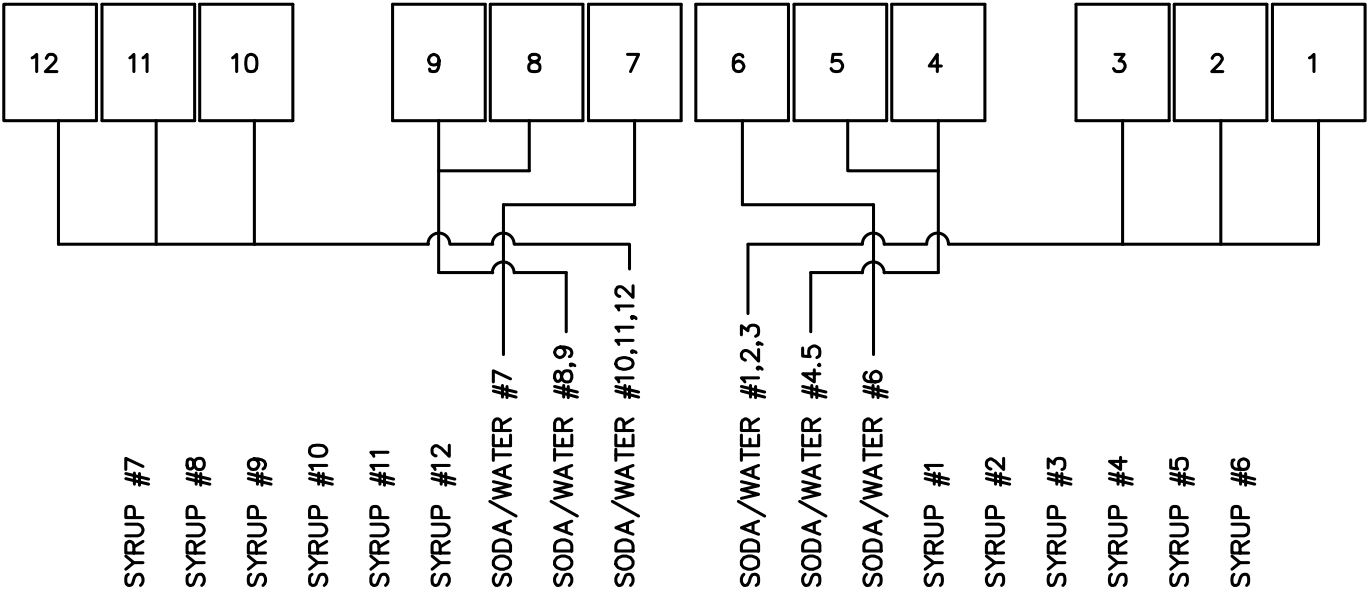 12
11
10
9
8
7
6
5
4
3
2
1
SYRUP #7
SYRUP #8
SYRUP #9
SYRUP #10
SYRUP #11
SYRUP #12
SODA/WATER #7
SODA/WATER #8,9
SODA/WATER #10,11,12
SODA/WATER #1,2,3
SODA/WATER #4.5
SODA/WATER #6
SYRUP #1
SYRUP #2
SYRUP #3
SYRUP #4
SYRUP #5
SYRUP #6